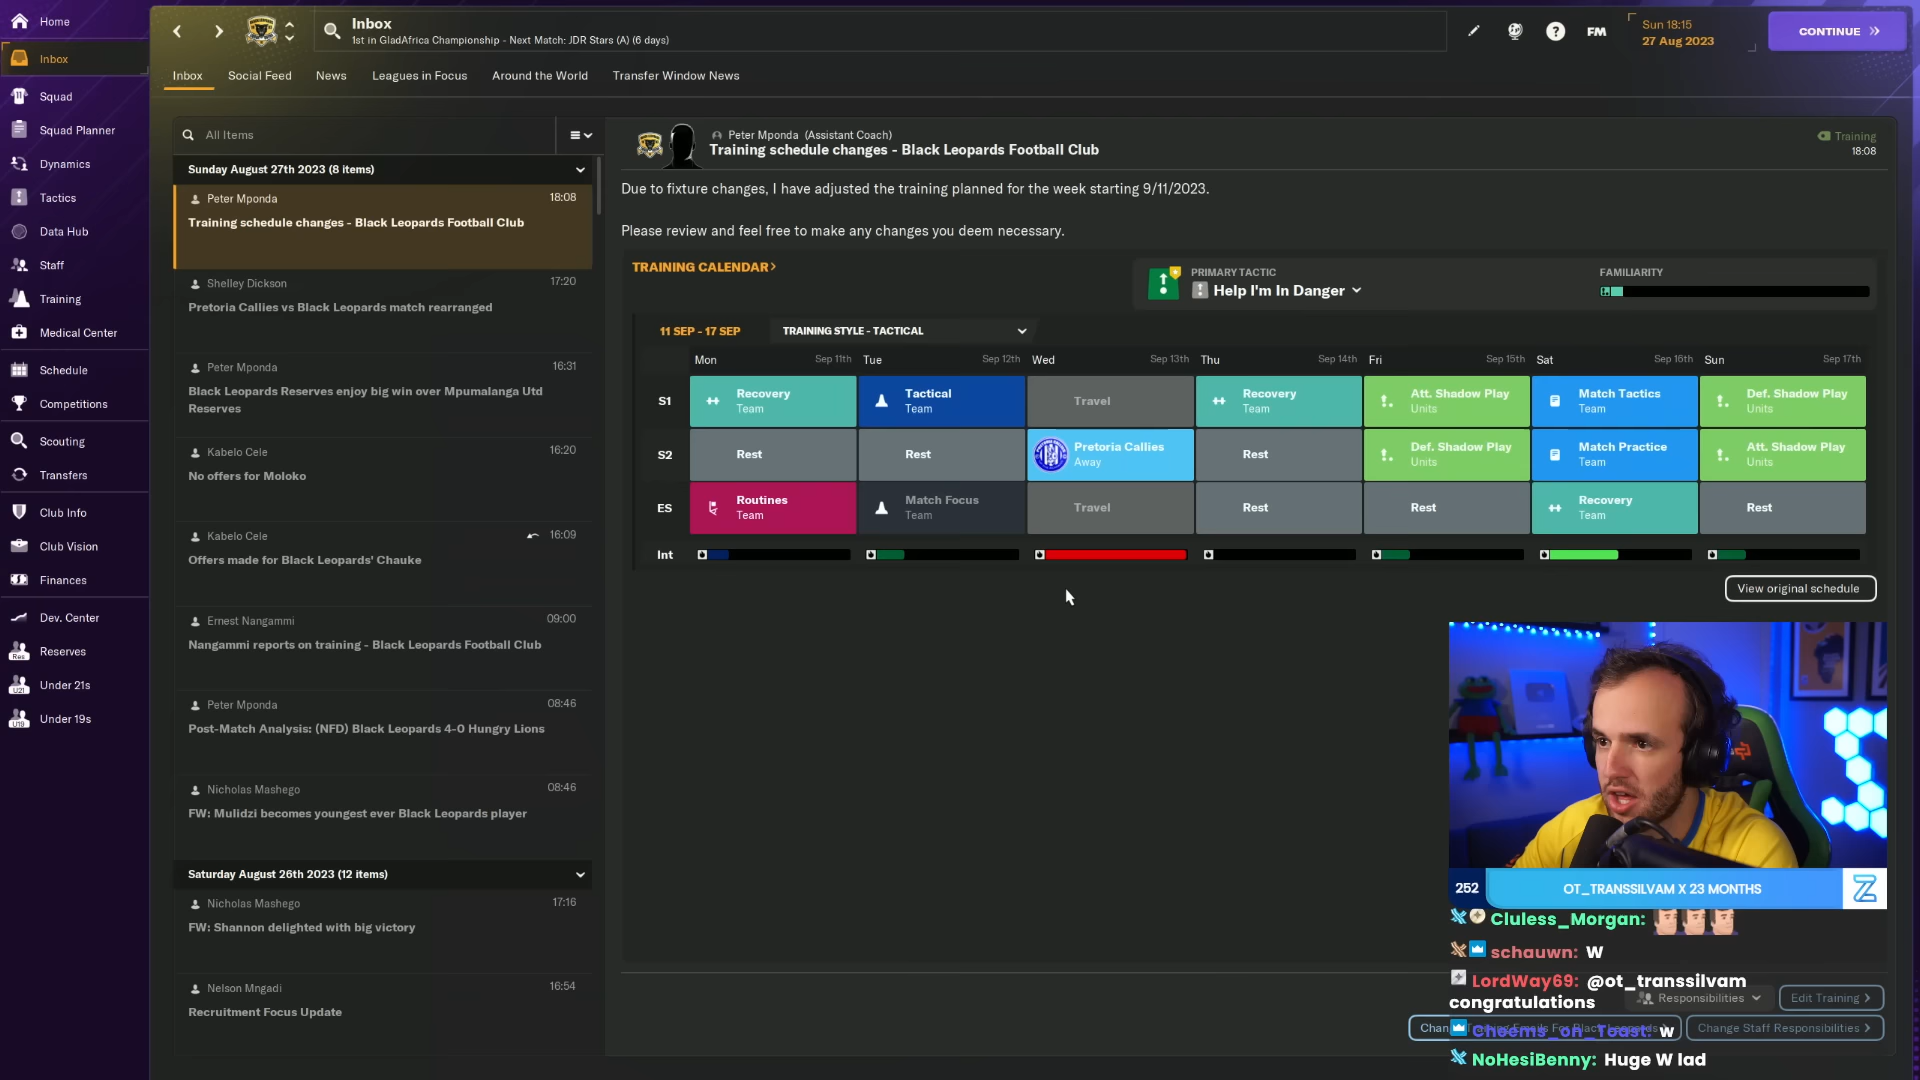 Home
Inbox
Squad
Squad Planner
Dynamics
Tactics
Data Hub
Staff
Training
Medical Center
Schedule
Competitions
Scouting
Transfers
Club Info
Club Vision
Finances
Dev. Center
Reserves
Under 21s
Under 19s
Inbox
1st in GladAfrica Championship - Next Match: JDR Stars (A) (6 days)
FM
Sun 18:15
27 Aug 2023
CONTINUE
Inbox Social Feed News Leagues in Focus Around the World Transfer Window News
All Items
Sunday August 27th 2023 (8 items)
Peter Mponda 18:08
Training schedule changes - Black Leopards Football Club
Shelley Dickson 17:20
Pretoria Callies vs Black Leopards match rearranged
Peter Mponda 16:31
Black Leopards Reserves enjoy big win over Mpumalanga Utd
Reserves
Kabelo Cele 16:20
No offers for Moloko
Kabelo Cele 16:09
Offers made for Black Leopards' Chauke
Ernest Nangammi 09:00
Nangammi reports on training - Black Leopards Football Club
Peter Mponda 08:46
Post-Match Analysis: (NFD) Black Leopards 4-0 Hungry Lions
Nicholas Mashego 08:46
FW: Mulidzi becomes youngest ever Black Leopards player
Saturday August 26th 2023 (12 items)
Nicholas Mashego 17:16
FW: Shannon delighted with big victory
Nelson Mngadi 16:54
Recruitment Focus Update
Peter Mponda (Assistant Coach)
Training schedule changes - Black Leopards Football Club
Training
18:08
Due to fixture changes, I have adjusted the training planned for the week starting 9/11/2023.
Please review and feel free to make any changes you deem necessary.
TRAINING CALENDAR>
PRIMARY TACTIC
Help I'm In Danger
FAMILIARITY
11 SEP - 17 SEP TRAINING STYLE - TACTICAL
Mon Sep 11th Tue Sep 12th Wed Sep 13th Thu Sep 14th Fri Sep 15th Sat Sep 16th Sun Sep 17th
S1 Recovery Tactical Travel Recovery Att. Shadow Play Match Tactics Def. Shadow Play
Team Team Team Units Team Units
S2 Rest Rest Pretoria Callies Rest Def. Shadow Play Match Practice Att. Shadow Play
Away Units Team Units
ES Routines Match Focus Travel Rest Rest Recovery Rest
Team Team Team
Int
View original schedule
252 OT_TRANSSILVAM X 23 MONTHS
Cluless_Morgan:
schauwn: W
LordWay69: @ot_transsilvam
congratulations
Responsibilities Edit Training >
Cheems_on_Toast: W
Change Staff Responsibilities >
NoHesiBenny: Huge W lad